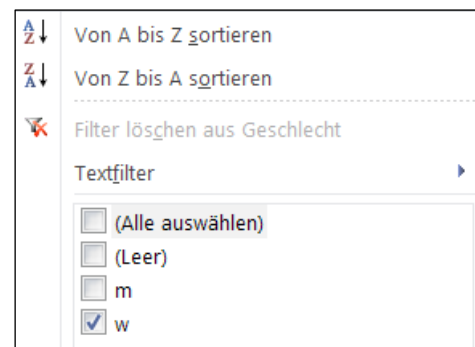 Von A bis Z sortieren
Von Z bis A sortieren
Filter löschen aus Geschlecht
Textfilter
(Alle auswählen)
(Leer)
m
w